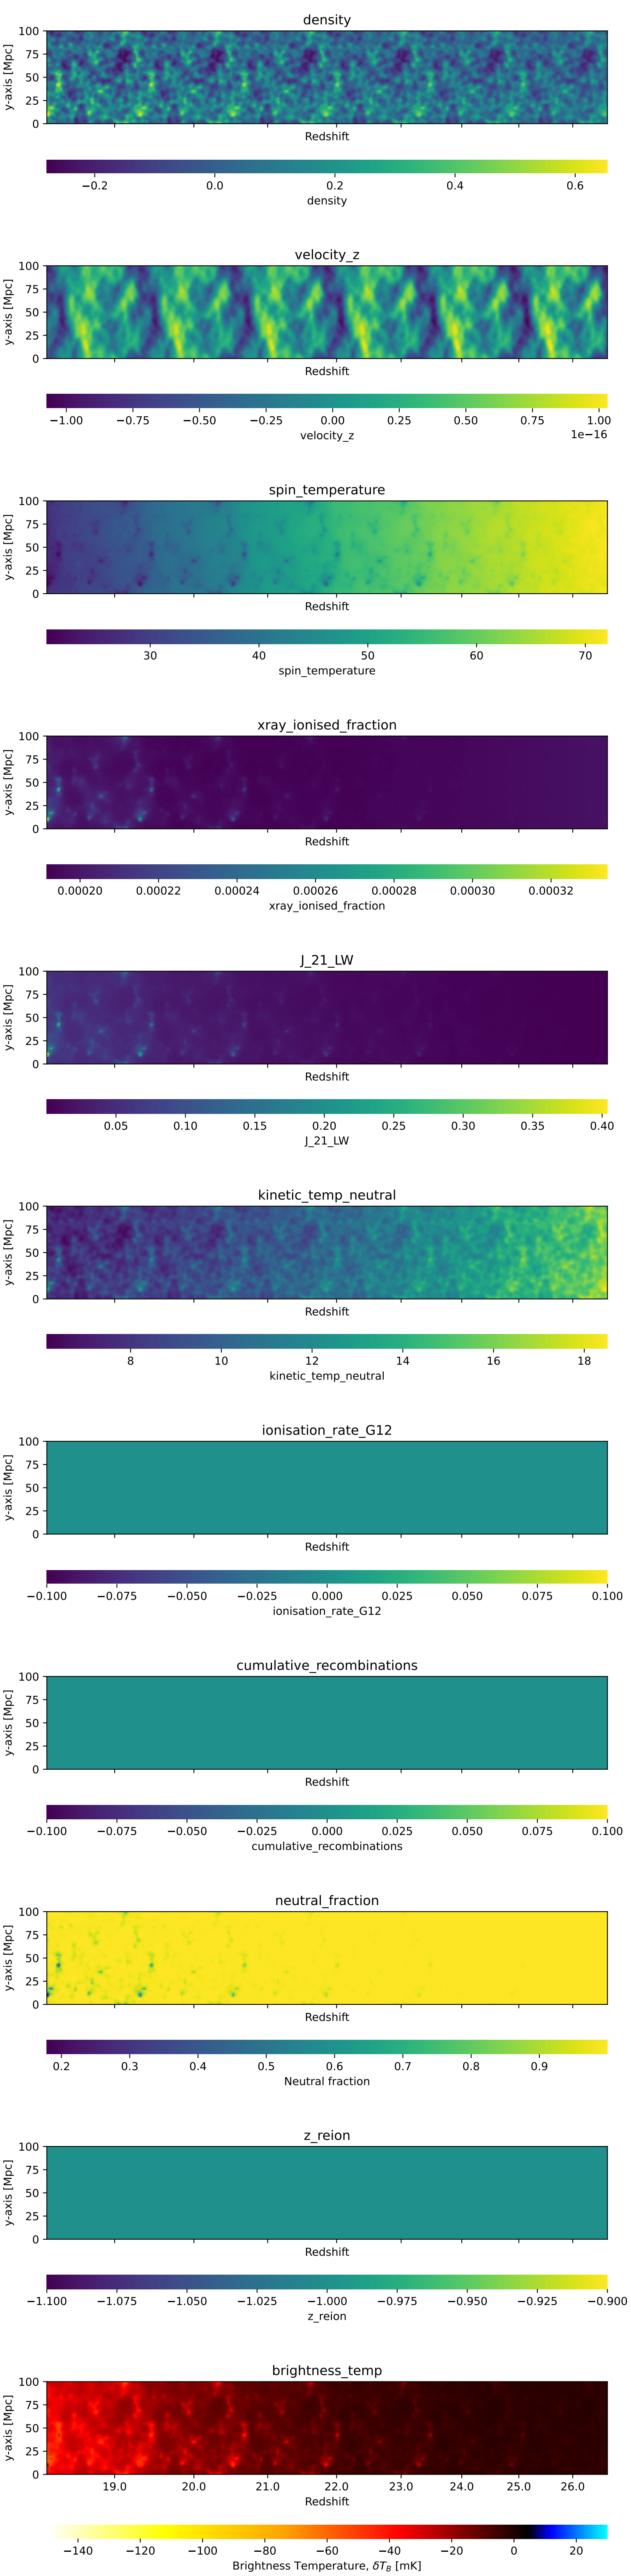 density
y-axis [Mpc]
100
75
50
25
0
Redshift
−0.2 0.0 0.2 0.4 0.6
density
velocity_z
y-axis [Mpc]
100
75
50
25
0
Redshift
−1.00 −0.75 −0.50 −0.25 0.00 0.25 0.50 0.75 1.00
1e−16
velocity_z
spin_temperature
y-axis [Mpc]
100
75
50
25
0
Redshift
30 40 50 60 70
spin_temperature
xray_ionised_fraction
y-axis [Mpc]
100
75
50
25
0
Redshift
0.00020 0.00022 0.00024 0.00026 0.00028 0.00030 0.00032
xray_ionised_fraction
J_21_LW
y-axis [Mpc]
100
75
50
25
0
Redshift
0.05 0.10 0.15 0.20 0.25 0.30 0.35 0.40
J_21_LW
kinetic_temp_neutral
y-axis [Mpc]
100
75
50
25
0
Redshift
8 10 12 14 16 18
kinetic_temp_neutral
ionisation_rate_G12
y-axis [Mpc]
100
75
50
25
0
Redshift
−0.100 −0.075 −0.050 −0.025 0.000 0.025 0.050 0.075 0.100
ionisation_rate_G12
cumulative_recombinations
y-axis [Mpc]
100
75
50
25
0
Redshift
−0.100 −0.075 −0.050 −0.025 0.000 0.025 0.050 0.075 0.100
cumulative_recombinations
neutral_fraction
y-axis [Mpc]
100
75
50
25
0
Redshift
0.2 0.3 0.4 0.5 0.6 0.7 0.8 0.9
Neutral fraction
z_reion
y-axis [Mpc]
100
75
50
25
0
Redshift
−1.100 −1.075 −1.050 −1.025 −1.000 −0.975 −0.950 −0.925 −0.900
z_reion
brightness_temp
y-axis [Mpc]
100
75
50
25
0
19.0 20.0 21.0 22.0 23.0 24.0 25.0 26.0
Redshift
−140 −120 −100 −80 −60 −40 −20 0 20
Brightness Temperature, δT_B [mK]